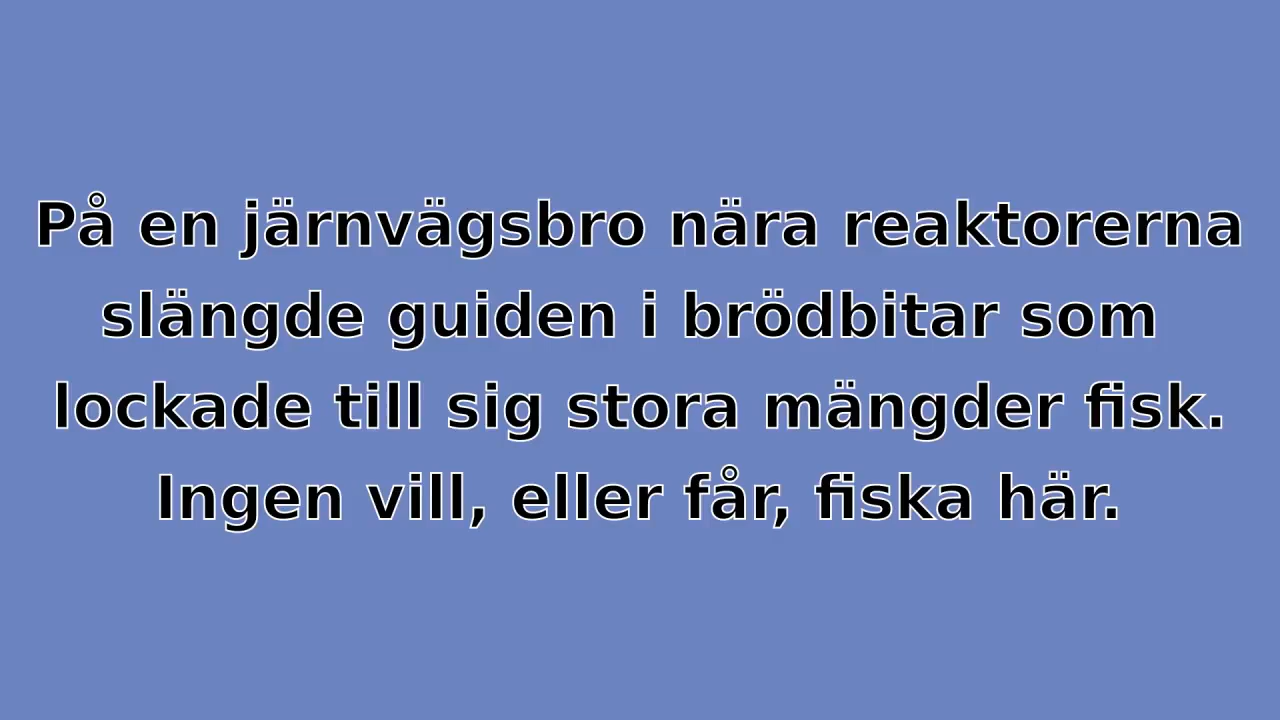 På en järnvägsbro nära reaktorerna
slängde guiden i brödbitar som
lockade till sig stora mängder fisk.
Ingen vill, eller får, fiska här.